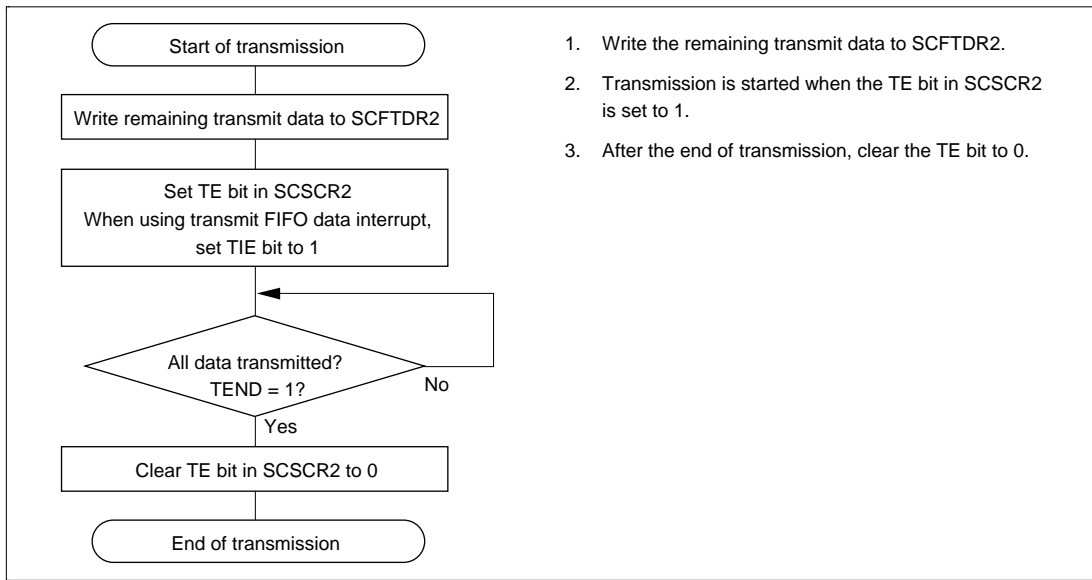 Start of transmission
Write remaining transmit data to SCFTDR2
Set TE bit in SCSCR2
When using transmit FIFO data interrupt,
set TIE bit to 1
All data transmitted?
TEND = 1?
No
Yes
Clear TE bit in SCSCR2 to 0
End of transmission
1. Write the remaining transmit data to SCFTDR2.
2. Transmission is started when the TE bit in SCSCR2
is set to 1.
3. After the end of transmission, clear the TE bit to 0.